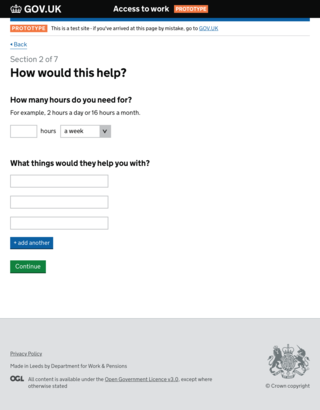 GOV.UK
Access to work PROTOTYPE
PROTOTYPE This is a test site - if you've arrived at this page by mistake, go to GOV.UK
Back
Section 2 of 7
How would this help?
How many hours do you need for?
For example, 2 hours a day or 16 hours a month.
hours a week
What things would they help you with?
+ add another
Continue
Privacy Policy
Made in Leeds by Department for Work & Pensions
OGL All content is available under the Open Government Licence v3.0, except where
otherwise stated
© Crown copyright